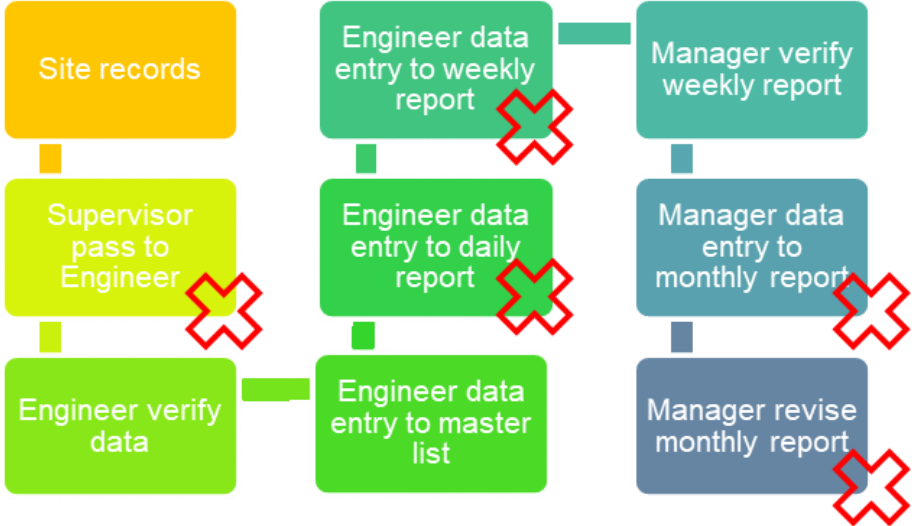 Site records
Supervisor
pass to
Engineer
Engineer verify
data
Engineer data
entry to master
list
Engineer data
entry to daily
report
Engineer data
entry to weekly
report
Manager verify
weekly report
Manager data
entry to
monthly report
Manager revise
monthly report